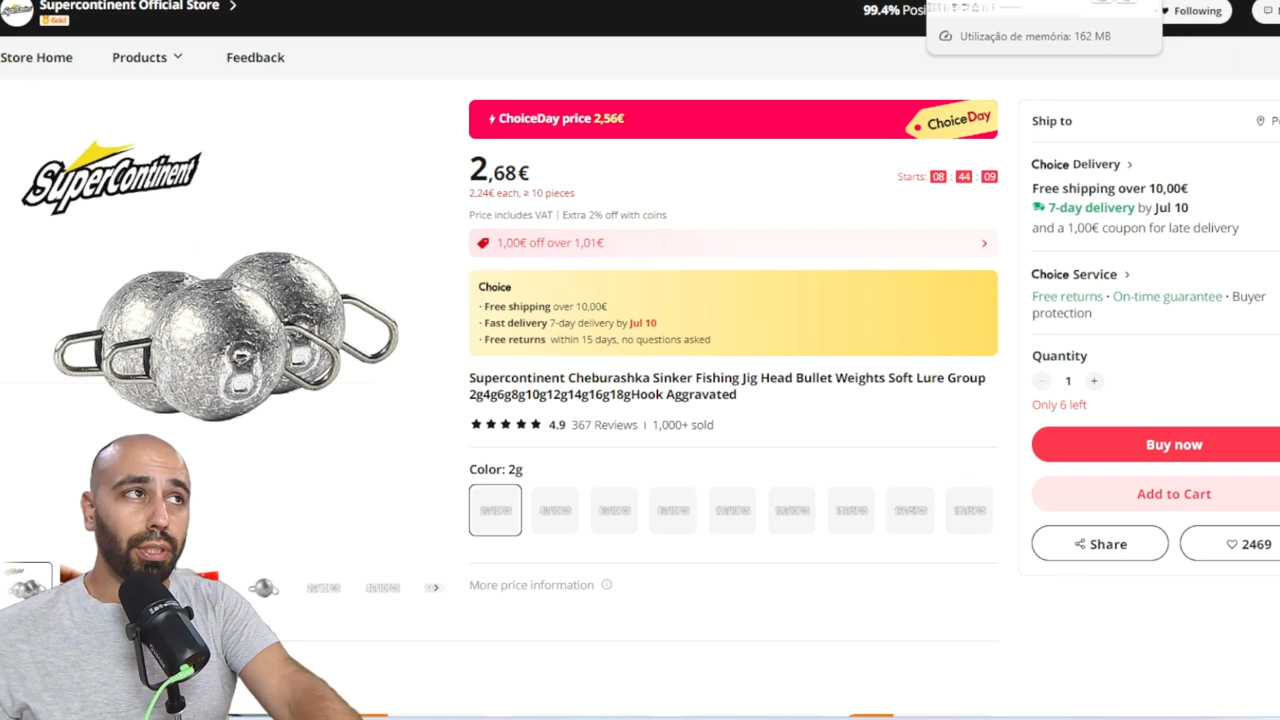 Supercontinent Official Store
Gold
99.4%
Following
Utilização de memória: 162 MB
Store Home
Products
Feedback
SuperContinent
ChoiceDay price 2,56€
ChoiceDay
2,68€
Starts: 08 : 44 : 09
2,24€ each, ≥ 10 pieces
Price includes VAT | Extra 2% off with coins
1,00€ off over 1,01€
Choice
· Free shipping over 10,00€
· Fast delivery 7-day delivery by Jul 10
· Free returns within 15 days, no questions asked
Supercontinent Cheburashka Sinker Fishing Jig Head Bullet Weights Soft Lure Group
2g4g6g8g10g12g14g16g18gHook Aggravated
4.9 367 Reviews | 1,000+ sold
Color: 2g
More price information
Ship to
Choice Delivery
Free shipping over 10,00€
7-day delivery by Jul 10
and a 1,00€ coupon for late delivery
Choice Service
Free returns · On-time guarantee · Buyer
protection
Quantity
1
Only 6 left
Buy now
Add to Cart
Share
2469